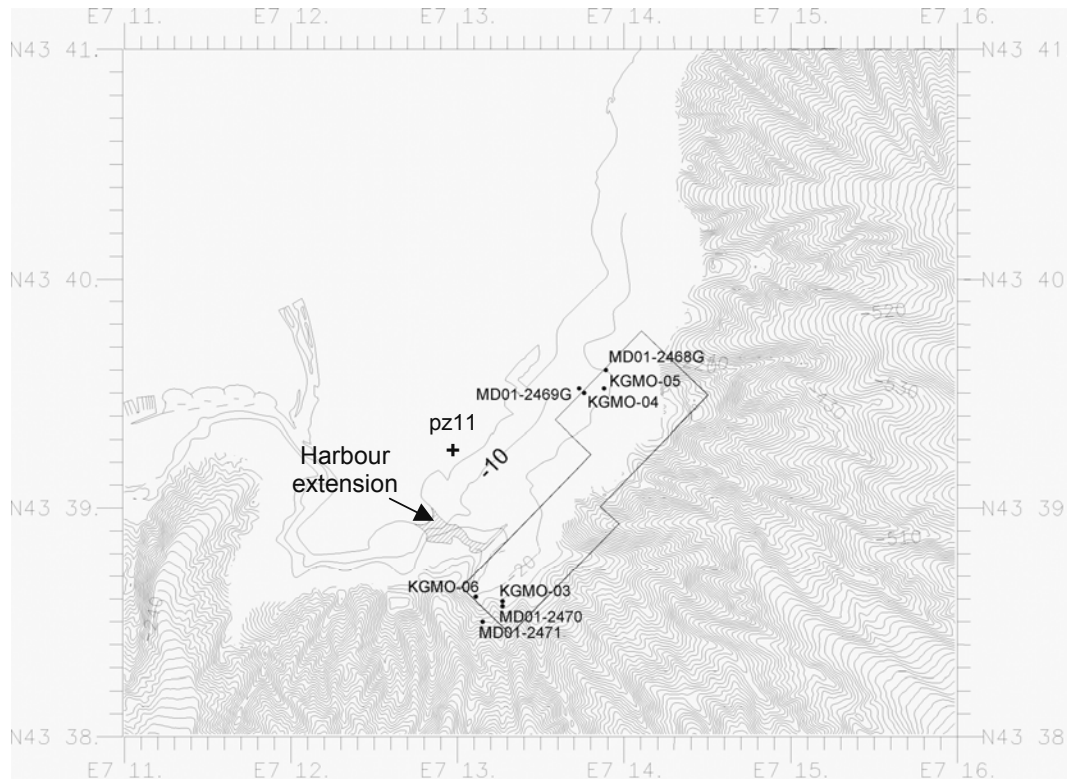 E7 11. E7 12. E7 13. E7 14. E7 15. E7 16.
N43 41. N43 41
N43 40. N43 40
-520
MD01-2468G
-530
MD01-2469G KGMO-05
KGMO-04
pz11
-10
Harbour
extension
N43 39. N43 39
-510
-20
KGMO-06 KGMO-03
MD01-2470
MD01-2471
N43 38. N43 38
E7 11. E7 12. E7 13. E7 14. E7 15. E7 16.